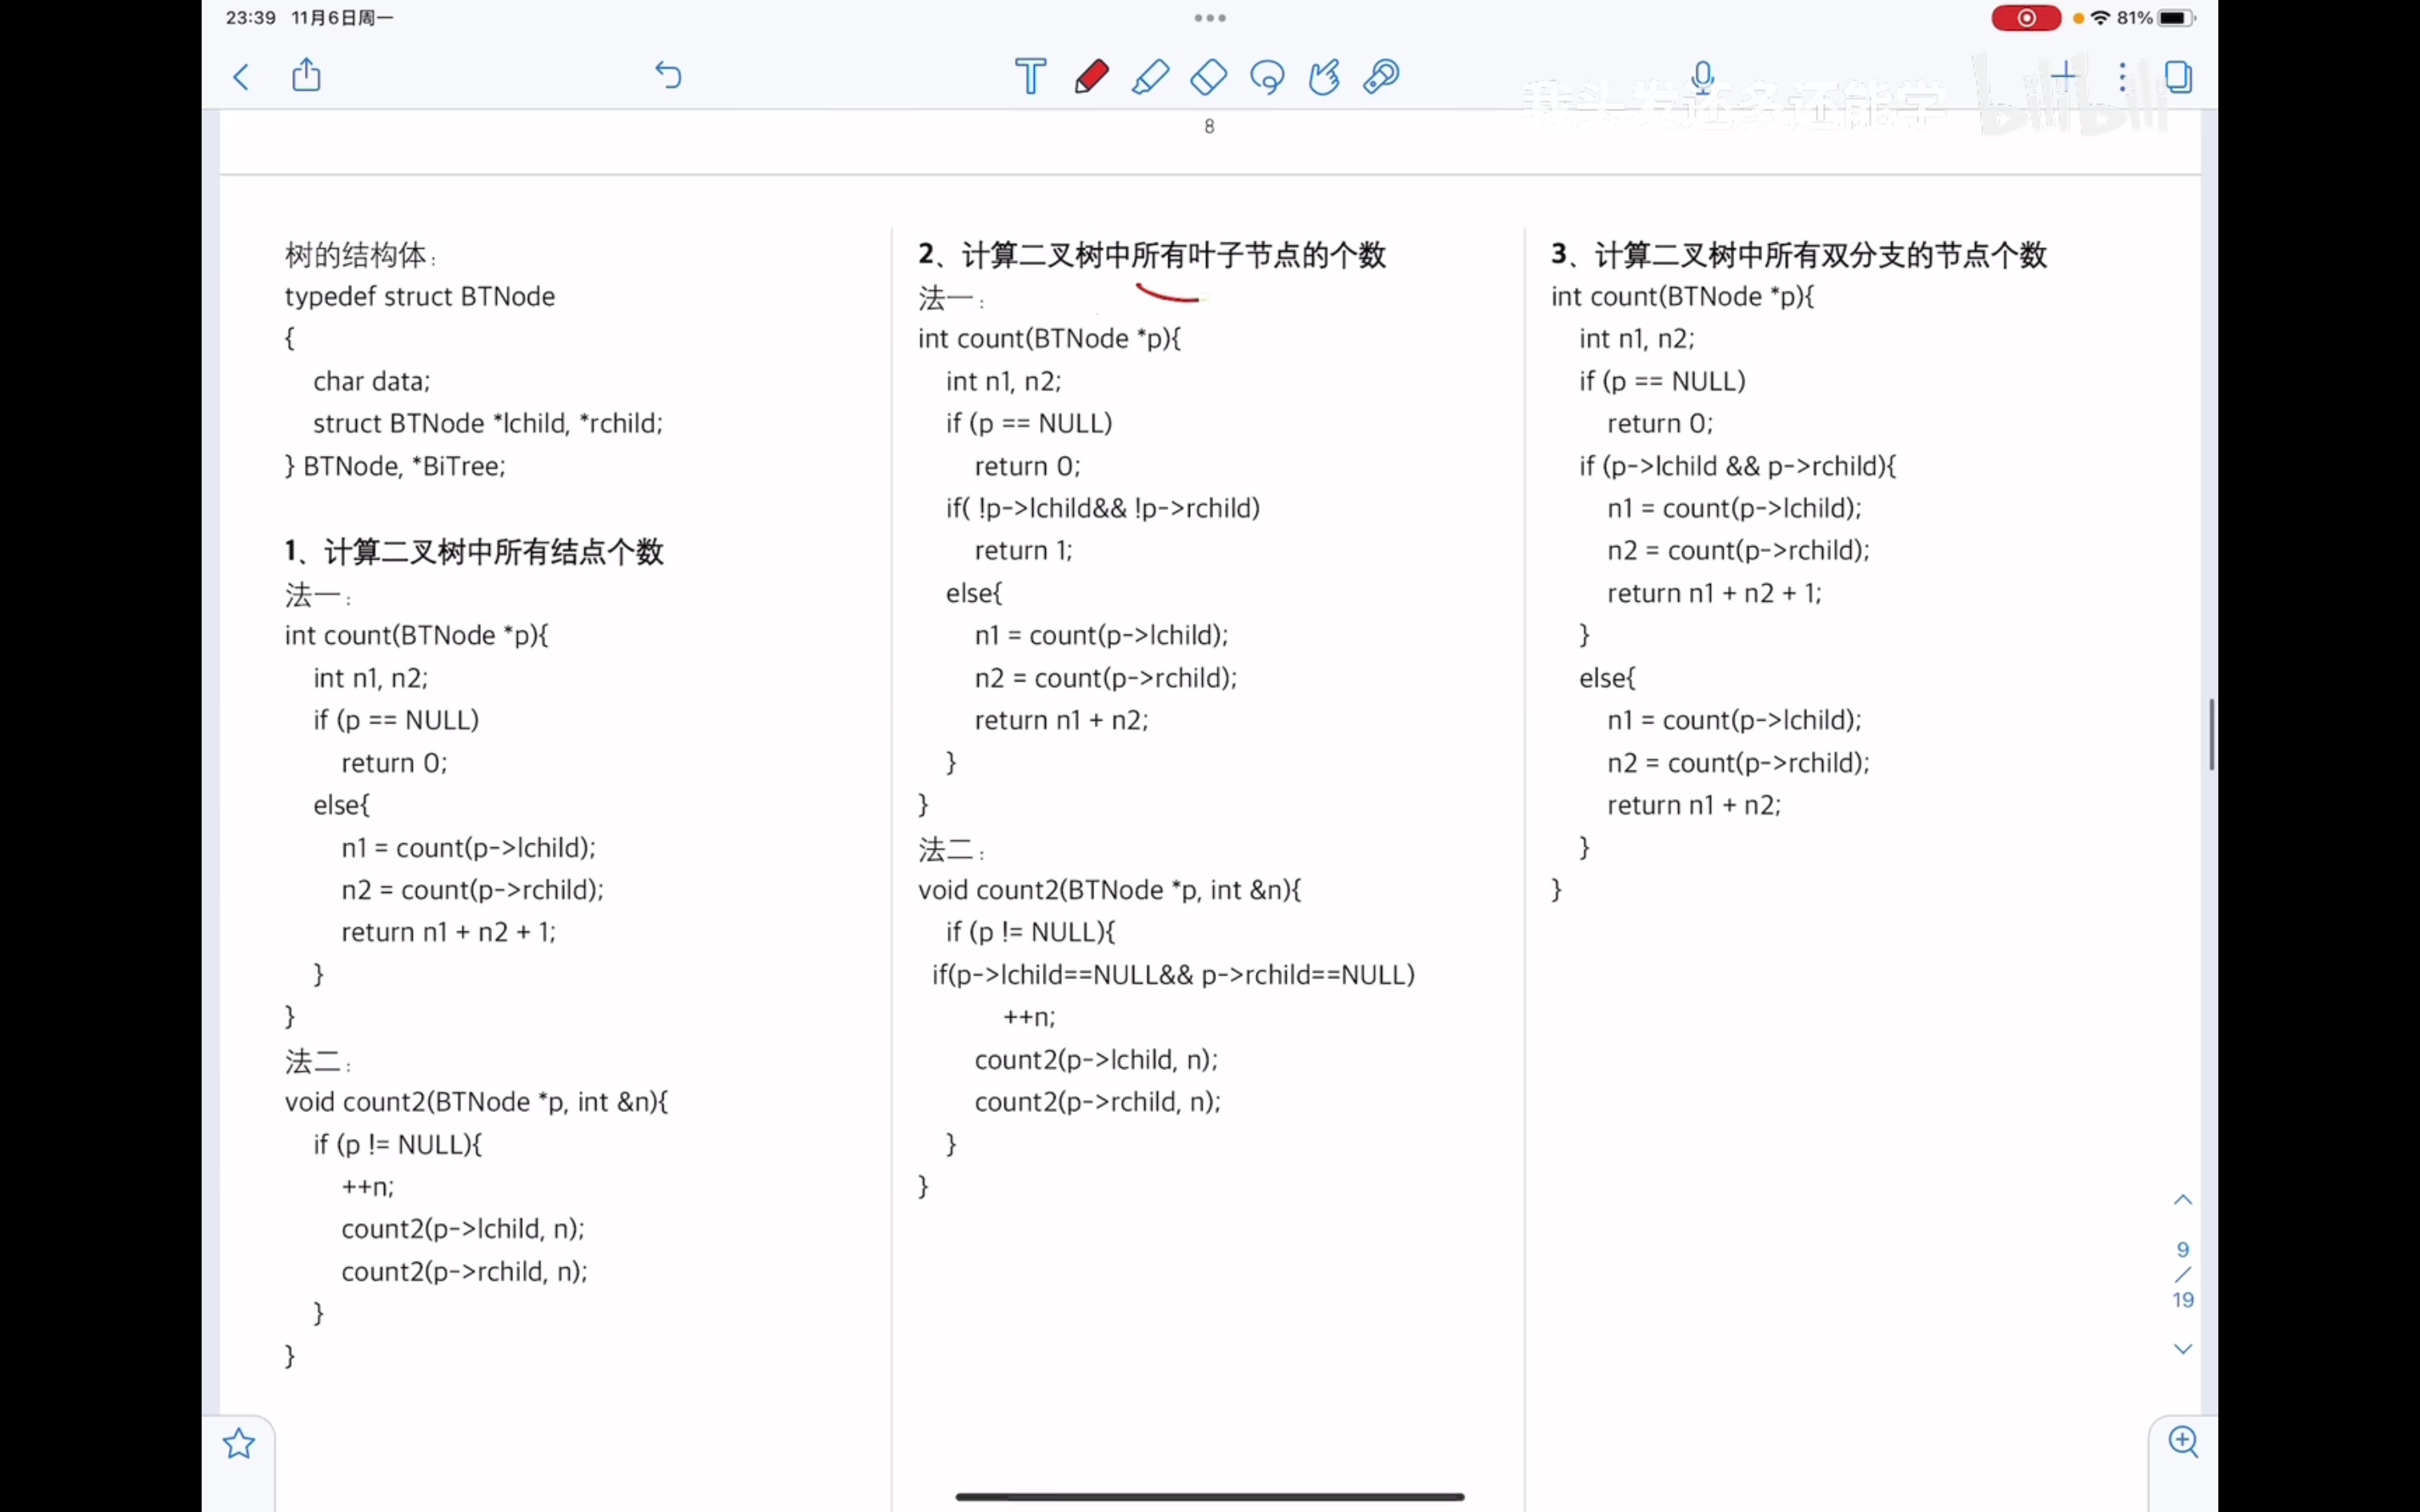 23:39 11月6日周一
81%
我头发还多还能学 bilibili
8
树的结构体：
typedef struct BTNode
{
char data;
struct BTNode *lchild, *rchild;
} BTNode, *BiTree;
1、计算二叉树中所有结点个数
法一：
int count(BTNode *p){
int n1, n2;
if (p == NULL)
return 0;
else{
n1 = count(p->lchild);
n2 = count(p->rchild);
return n1 + n2 + 1;
}
}
法二：
void count2(BTNode *p, int &n){
if (p != NULL){
++n;
count2(p->lchild, n);
count2(p->rchild, n);
}
}
2、计算二叉树中所有叶子节点的个数
法一：
int count(BTNode *p){
int n1, n2;
if (p == NULL)
return 0;
if( !p->lchild&& !p->rchild)
return 1;
else{
n1 = count(p->lchild);
n2 = count(p->rchild);
return n1 + n2;
}
}
法二：
void count2(BTNode *p, int &n){
if (p != NULL){
if(p->lchild==NULL&& p->rchild==NULL)
++n;
count2(p->lchild, n);
count2(p->rchild, n);
}
}
3、计算二叉树中所有双分支的节点个数
int count(BTNode *p){
int n1, n2;
if (p == NULL)
return 0;
if (p->lchild && p->rchild){
n1 = count(p->lchild);
n2 = count(p->rchild);
return n1 + n2 + 1;
}
else{
n1 = count(p->lchild);
n2 = count(p->rchild);
return n1 + n2;
}
}
9
/
19